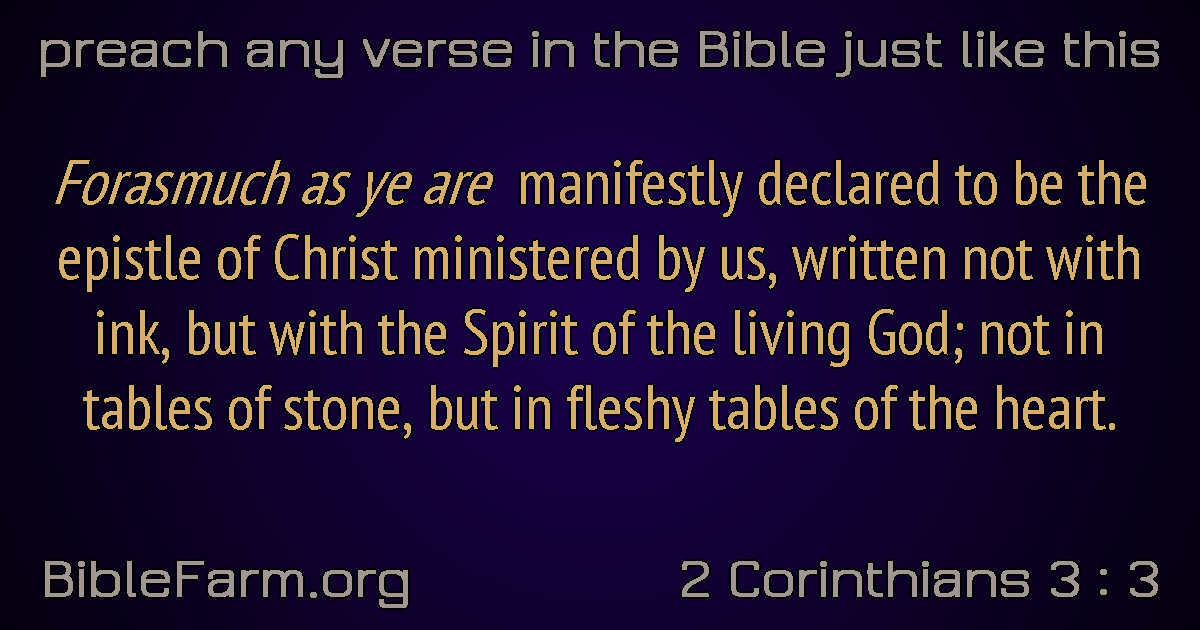 preach any verse in the Bible just like this
Forasmuch as ye are manifestly declared to be the
epistle of Christ ministered by us, written not with
ink, but with the Spirit of the living God; not in
tables of stone, but in fleshy tables of the heart.
BibleFarm.org
2 Corinthians 3 : 3